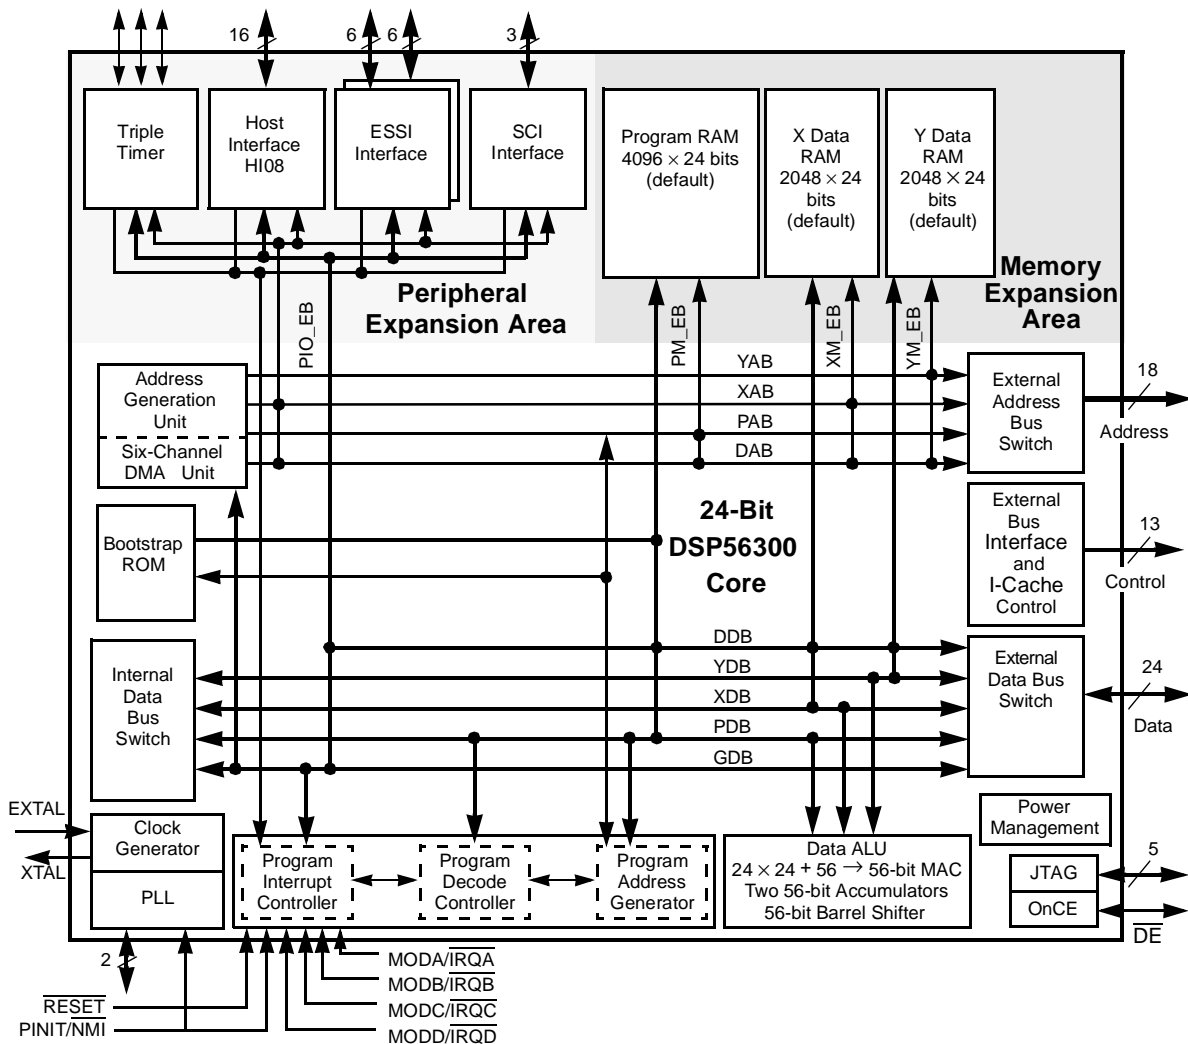 16
6
6
3
Triple
Timer
Host
Interface
HI08
ESSI
Interface
SCI
Interface
Program RAM
4096 × 24 bits
(default)
X Data
RAM
2048 × 24
bits
(default)
Y Data
RAM
2048 × 24
bits
(default)
Peripheral
Expansion Area
Memory
Expansion
Area
PIO_EB
PM_EB
XM_EB
YM_EB
YAB
XAB
PAB
DAB
Address
Generation
Unit
Six-Channel
DMA Unit
External
Address
Bus
Switch
18
Address
Bootstrap
ROM
24-Bit
DSP56300
Core
External
Bus
Interface
and
I-Cache
Control
13
Control
DDB
YDB
XDB
PDB
GDB
Internal
Data
Bus
Switch
External
Data Bus
Switch
24
Data
EXTAL
XTAL
Clock
Generator
PLL
2
Program
Interrupt
Controller
Program
Decode
Controller
Program
Address
Generator
Data ALU
24 × 24 + 56 → 56-bit MAC
Two 56-bit Accumulators
56-bit Barrel Shifter
Power
Management
JTAG
OnCE
5
DE
RESET
PINIT/NMI
MODA/IRQA
MODB/IRQB
MODC/IRQC
MODD/IRQD